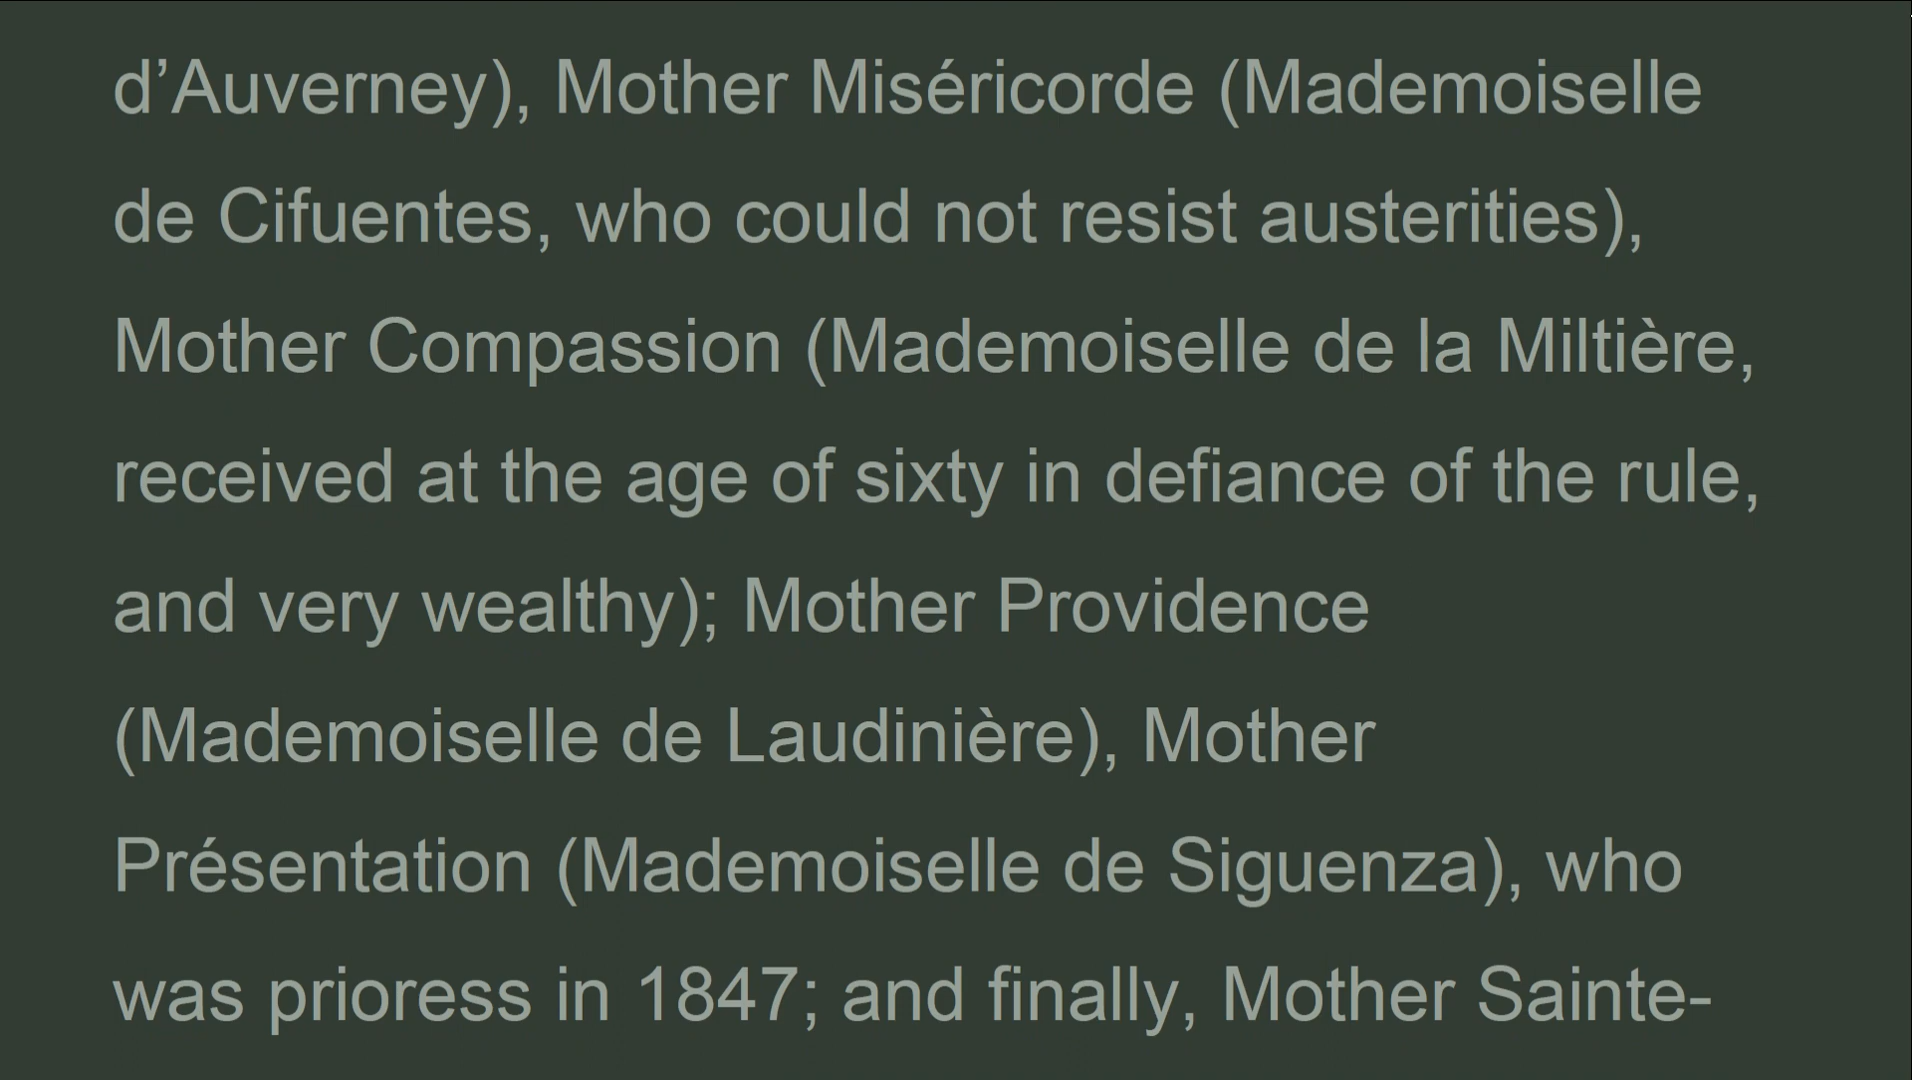 d’Auverney), Mother Miséricorde (Mademoiselle
de Cifuentes, who could not resist austerities),
Mother Compassion (Mademoiselle de la Miltière,
received at the age of sixty in defiance of the rule,
and very wealthy); Mother Providence
(Mademoiselle de Laudinière), Mother
Présentation (Mademoiselle de Siguenza), who
was prioress in 1847; and finally, Mother Sainte-